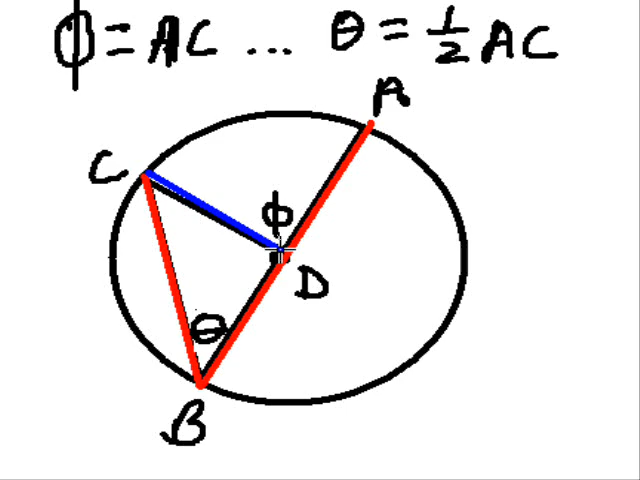 ϕ = AC ... θ = 1/2 AC
A
C
ϕ
D
θ
B